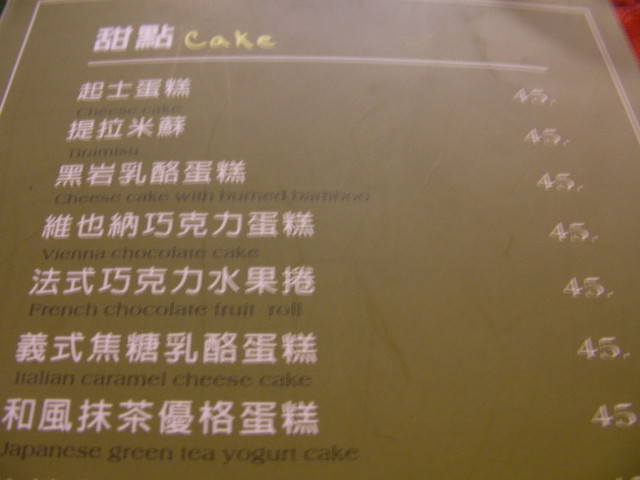 甜點 Cake
起士蛋糕 45.
Cheese cake
提拉米蘇 45.
Tiramisu
黑岩乳酪蛋糕 45.
Cheese cake with burned bamboo
維也納巧克力蛋糕 45.
Vienna chocolate cake
法式巧克力水果捲 45.
French chocolate fruit roll
義式焦糖乳酪蛋糕 45.
Italian caramel cheese cake
和風抹茶優格蛋糕 45
Japanese green tea yogurt cake